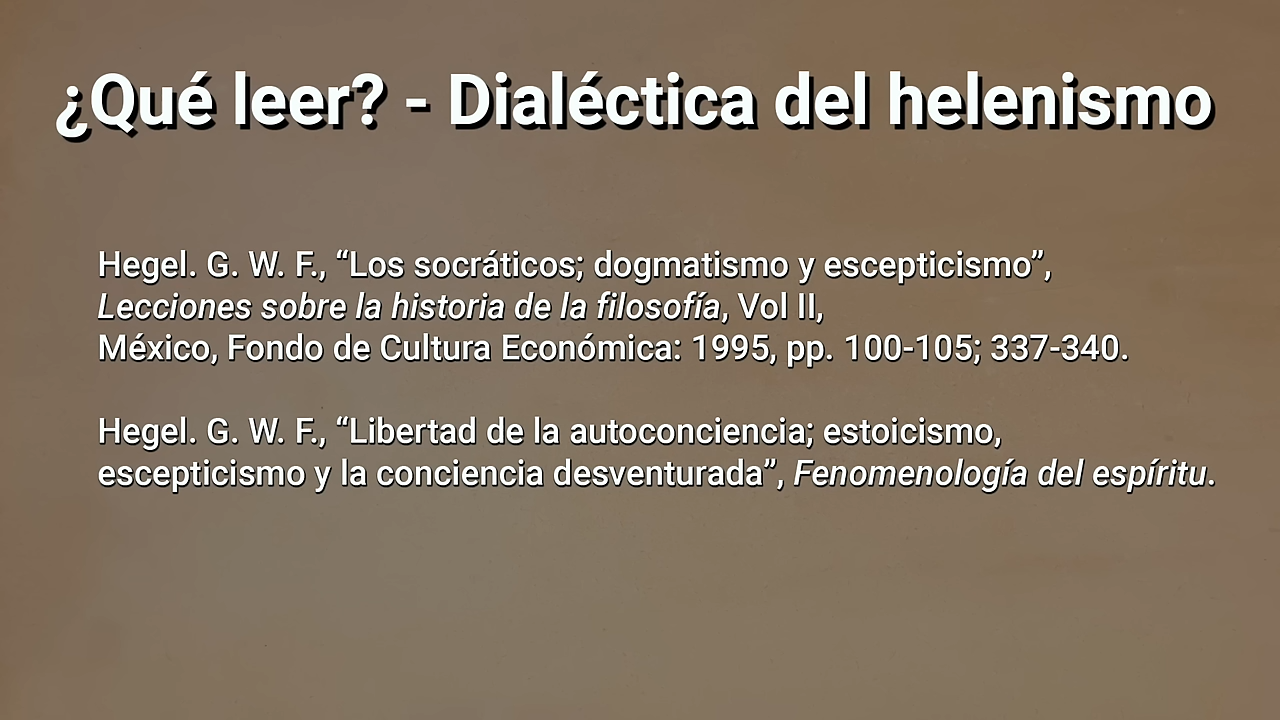 ¿Qué leer? - Dialéctica del helenismo
Hegel. G. W. F., “Los socráticos; dogmatismo y escepticismo”,
Lecciones sobre la historia de la filosofía, Vol II,
México, Fondo de Cultura Económica: 1995, pp. 100-105; 337-340.
Hegel. G. W. F., “Libertad de la autoconciencia; estoicismo,
escepticismo y la conciencia desventurada”, Fenomenología del espíritu.